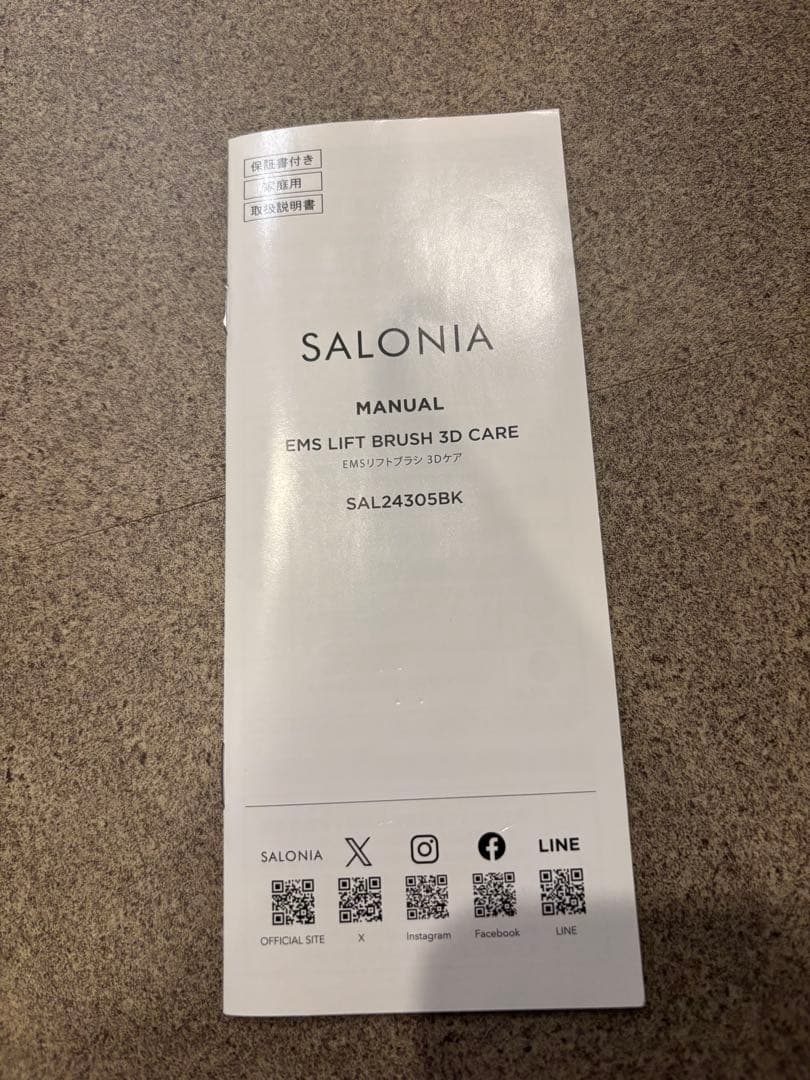 保証書付き
家庭用
取扱説明書
SALONIA
MANUAL
EMS LIFT BRUSH 3D CARE
EMSリフトブラシ 3Dケア
SAL24305BK
SALONIA
LINE
OFFICIAL SITE
X
Instagram
Facebook
LINE